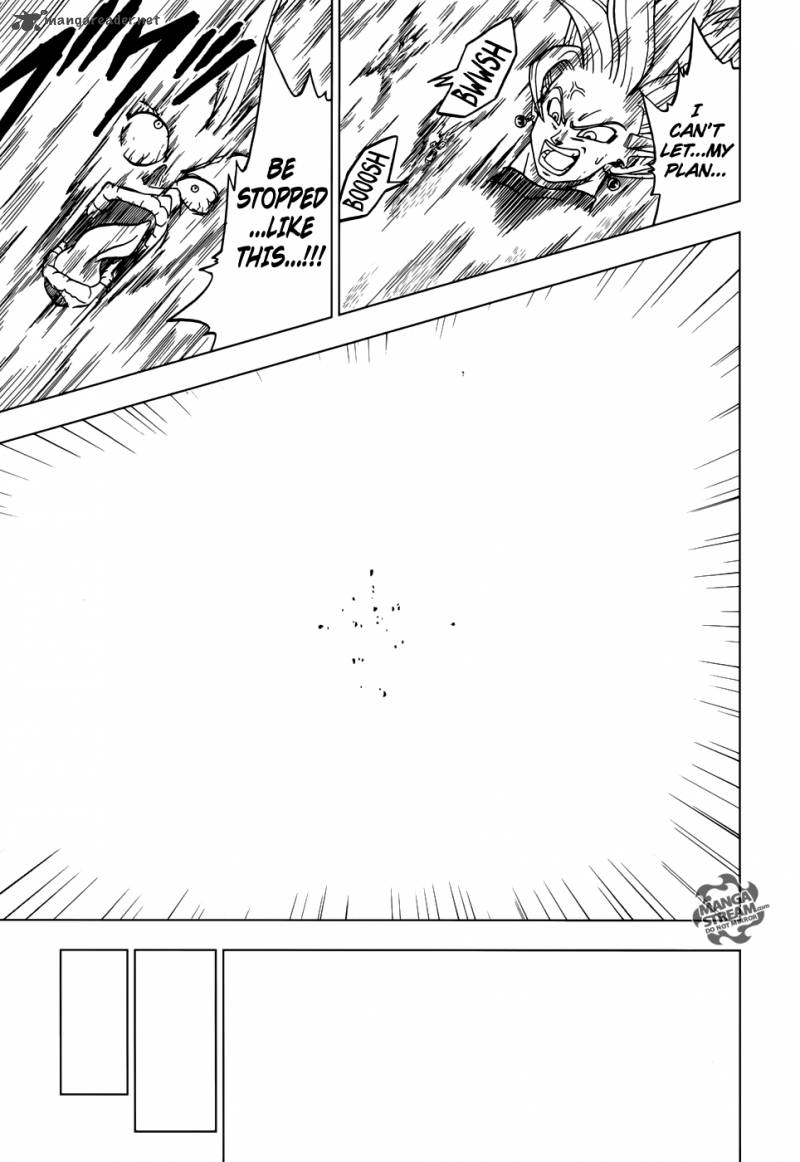 I
CAN'T
LET...MY
PLAN...
BWWSH
BOOOSH
BE
STOPPED
...LIKE
THIS...!!!
mangareader.net
MANGA
STREAM.com
DO NOT MIRROR